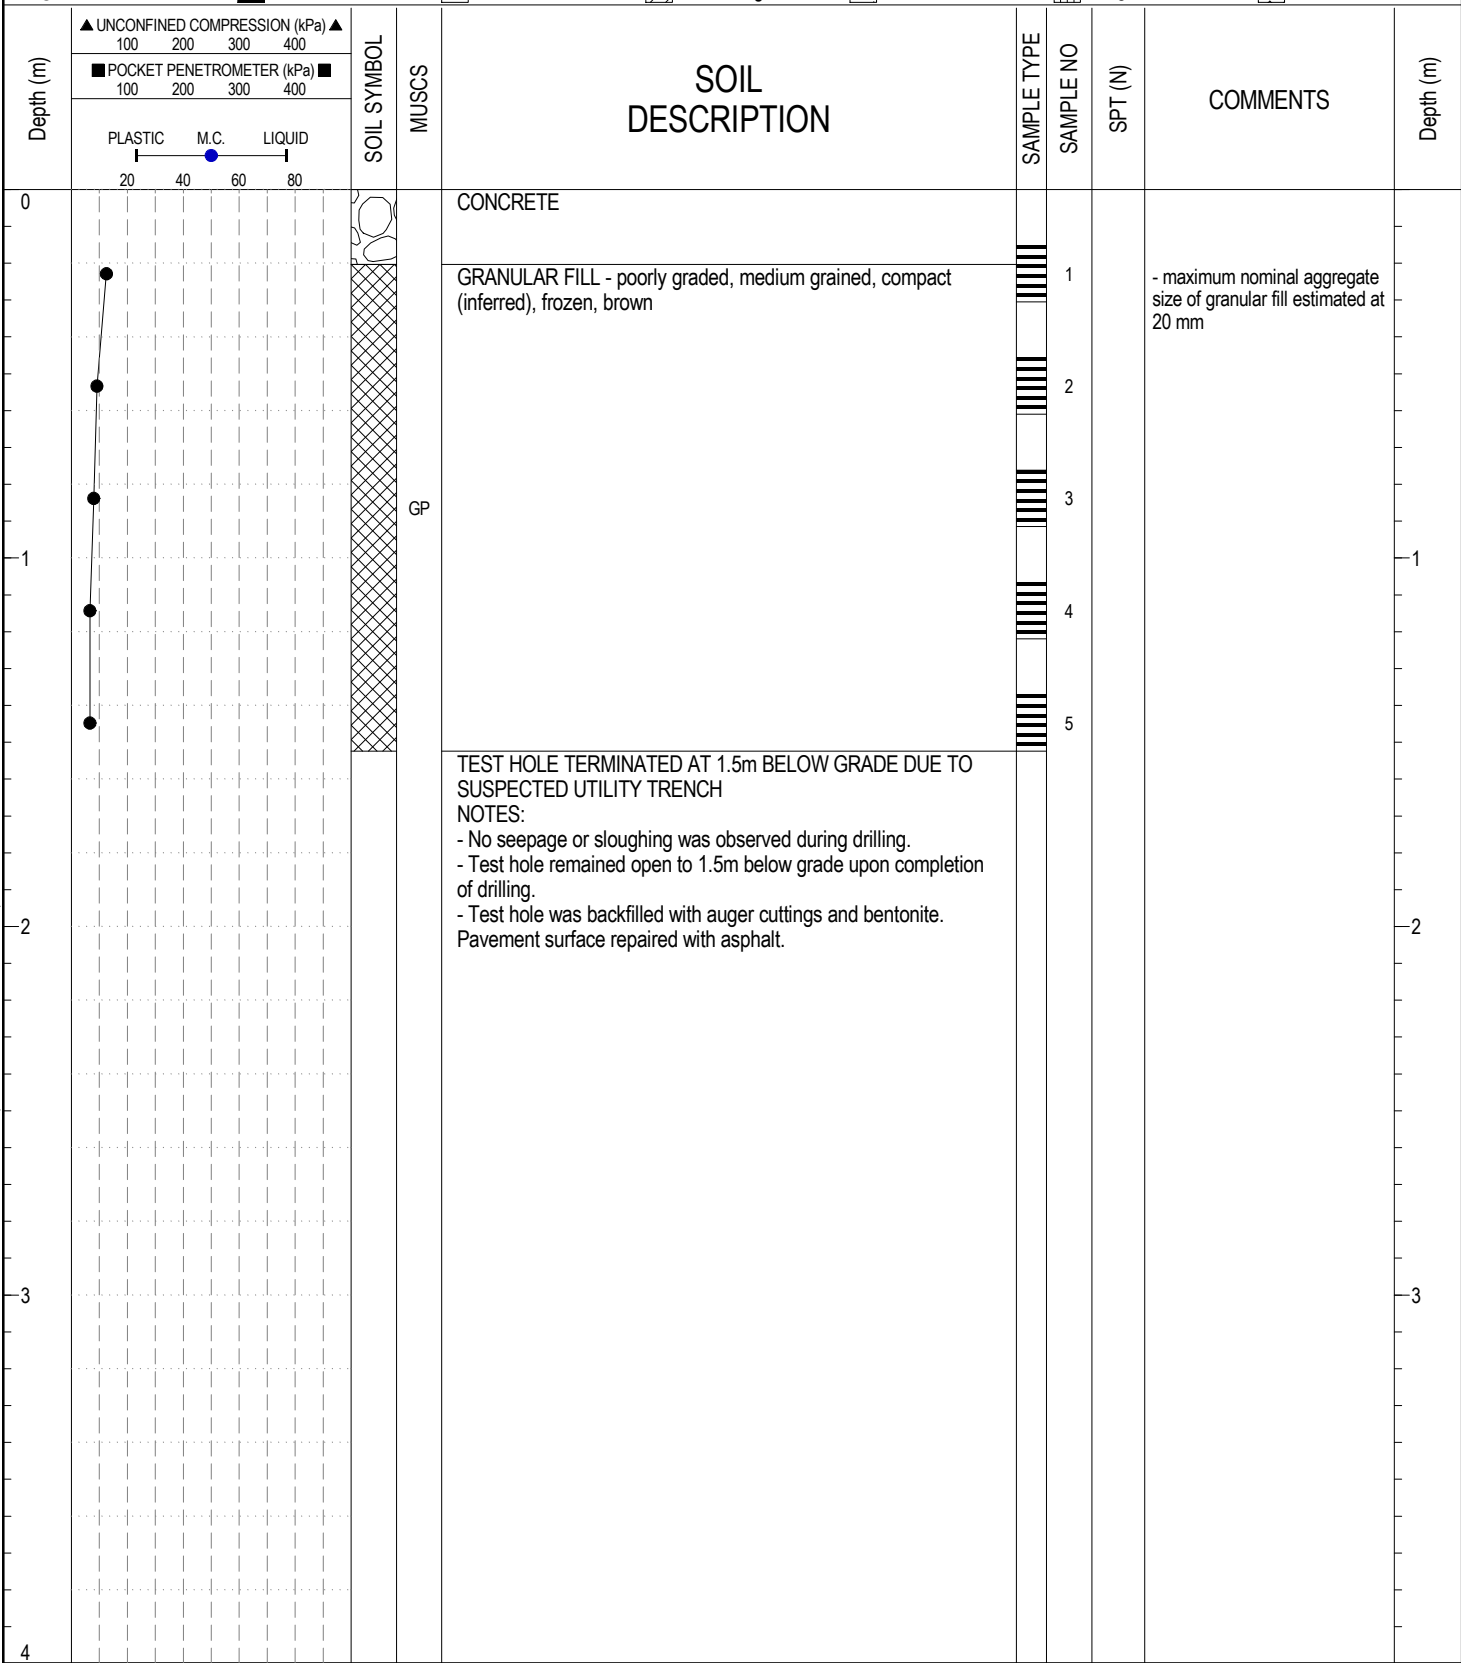 Depth (m)
▲ UNCONFINED COMPRESSION (kPa) ▲
100 200 300 400
■ POCKET PENETROMETER (kPa) ■
100 200 300 400
PLASTIC M.C. LIQUID
20 40 60 80
SOIL SYMBOL
MUSCS
SOIL
DESCRIPTION
SAMPLE TYPE
SAMPLE NO
SPT (N)
COMMENTS
Depth (m)
0
CONCRETE
GRANULAR FILL - poorly graded, medium grained, compact
(inferred), frozen, brown
1
- maximum nominal aggregate
size of granular fill estimated at
20 mm
2
3
GP
1
1
4
5
TEST HOLE TERMINATED AT 1.5m BELOW GRADE DUE TO
SUSPECTED UTILITY TRENCH
NOTES:
- No seepage or sloughing was observed during drilling.
- Test hole remained open to 1.5m below grade upon completion
of drilling.
- Test hole was backfilled with auger cuttings and bentonite.
Pavement surface repaired with asphalt.
2
2
3
3
4